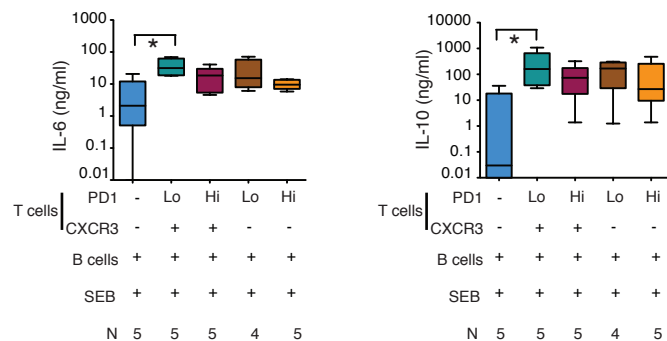 IL-6 (ng/ml)
1000
100
10
1
0.1
0.01
*
T cells
PD1 - Lo Hi Lo Hi
CXCR3 - + + - -
B cells + + + + +
SEB + + + + +
N 5 5 5 4 5
IL-10 (ng/ml)
1000
100
10
1
0.1
0.01
*
T cells
PD1 - Lo Hi Lo Hi
CXCR3 - + + - -
B cells + + + + +
SEB + + + + +
N 5 5 5 4 5